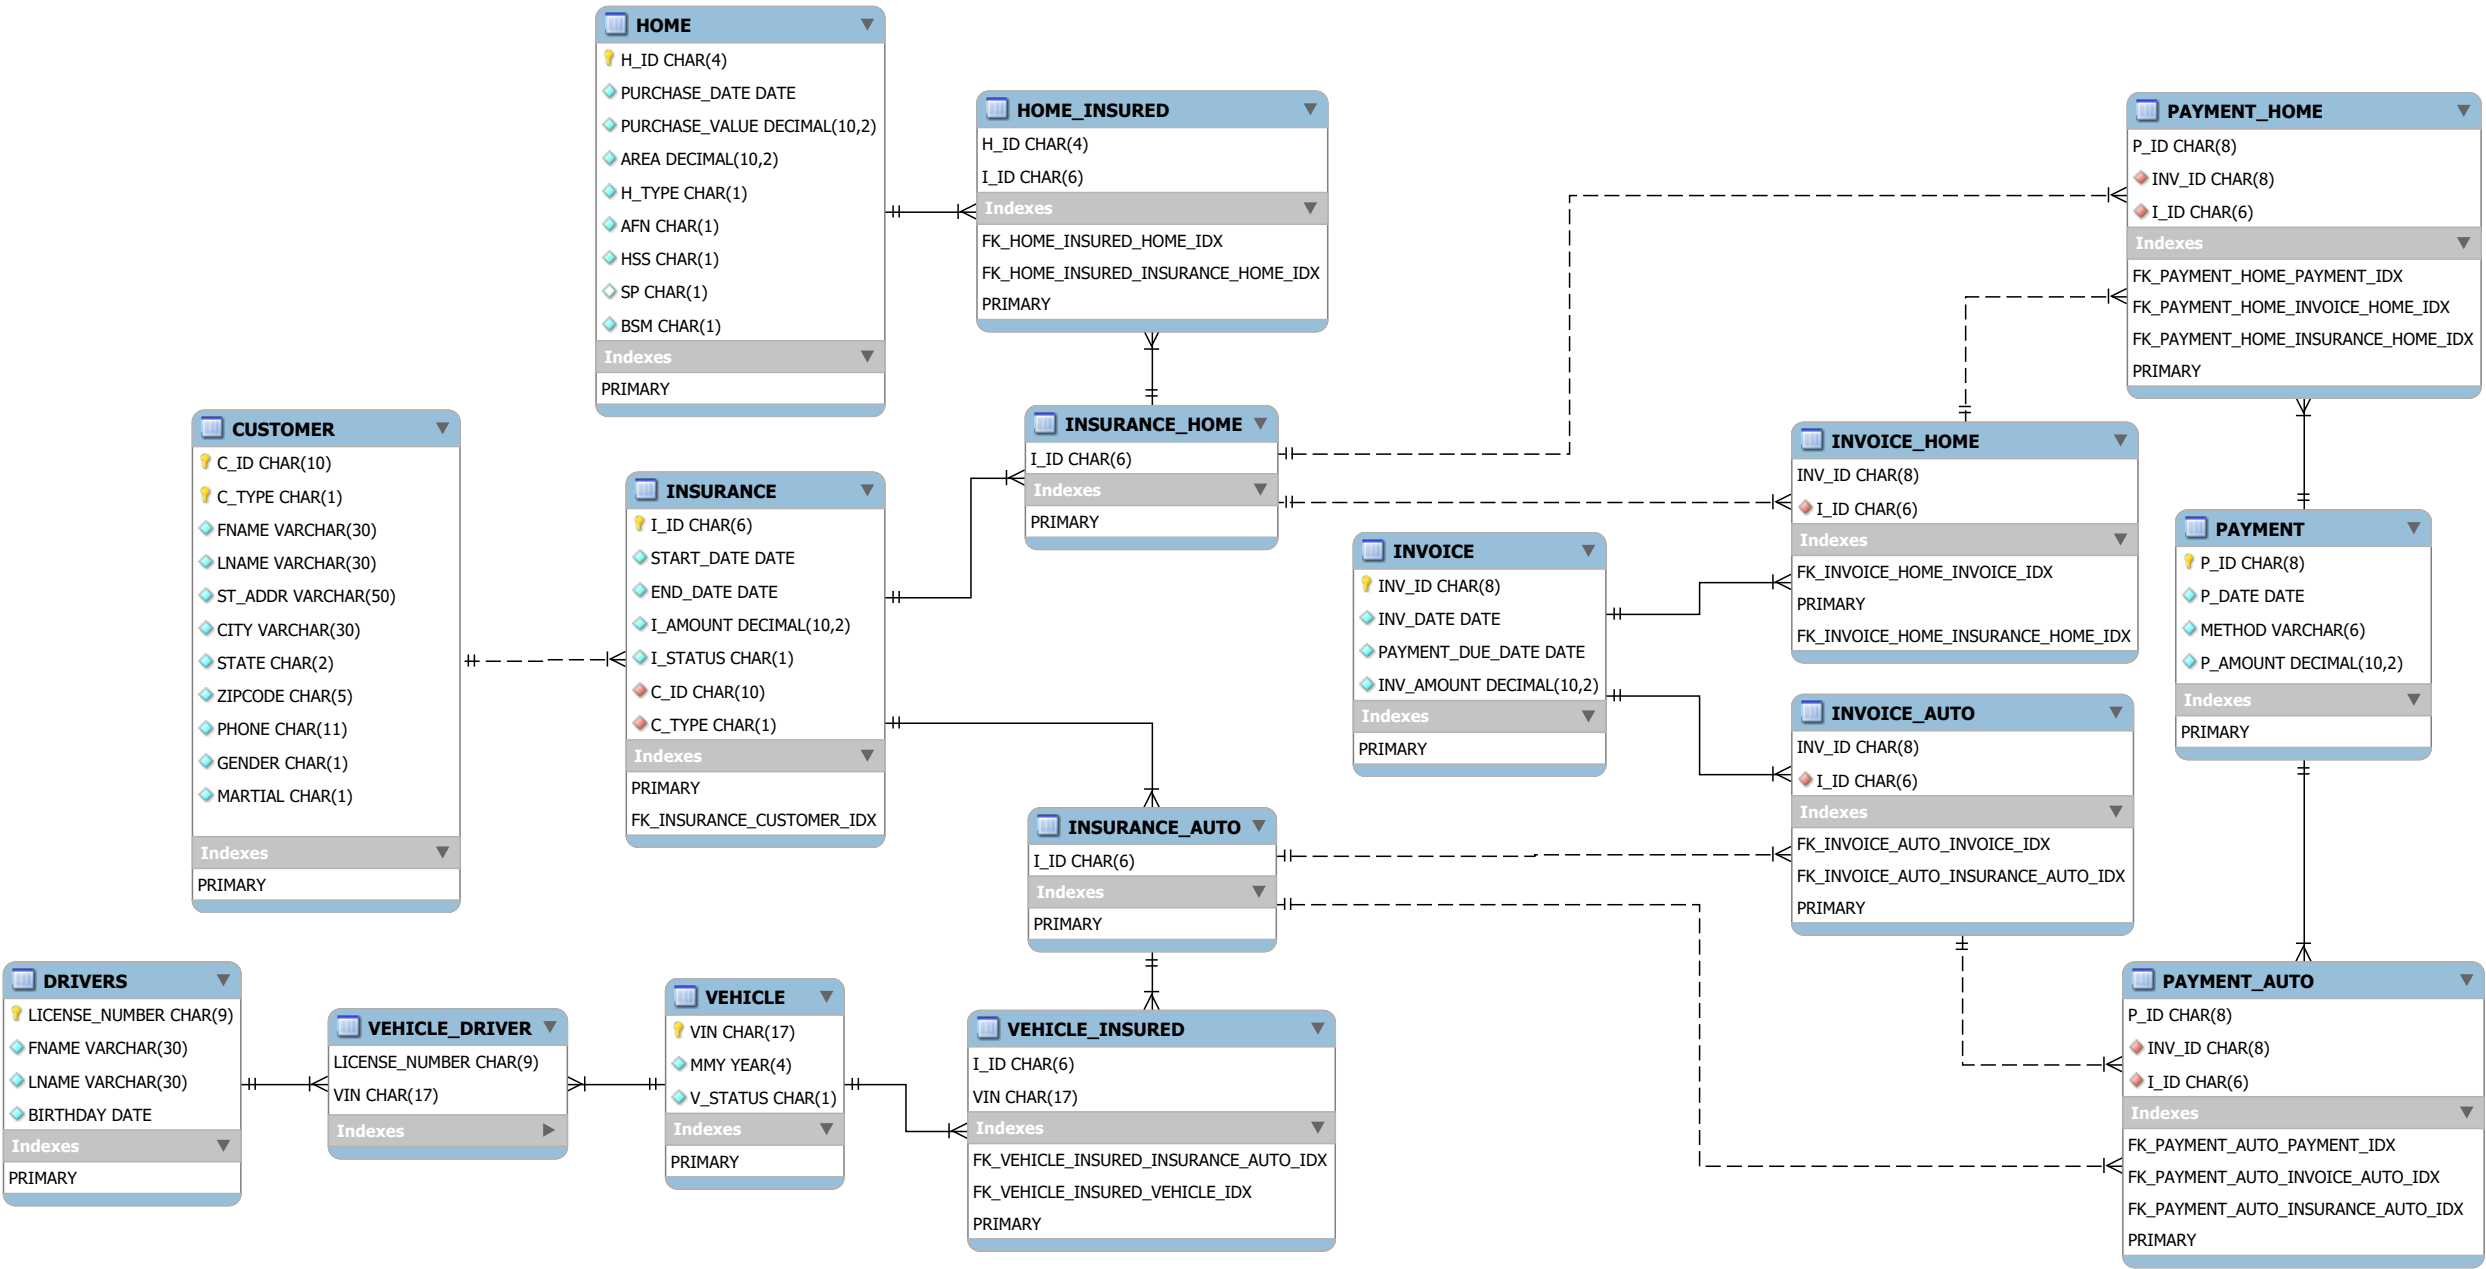 HOME
H_ID CHAR(4)
PURCHASE_DATE DATE
PURCHASE_VALUE DECIMAL(10,2)
AREA DECIMAL(10,2)
H_TYPE CHAR(1)
AFN CHAR(1)
HSS CHAR(1)
SP CHAR(1)
BSM CHAR(1)
Indexes
PRIMARY
HOME_INSURED
H_ID CHAR(4)
I_ID CHAR(6)
Indexes
FK_HOME_INSURED_HOME_IDX
FK_HOME_INSURED_INSURANCE_HOME_IDX
PRIMARY
PAYMENT_HOME
P_ID CHAR(8)
INV_ID CHAR(8)
I_ID CHAR(6)
Indexes
FK_PAYMENT_HOME_PAYMENT_IDX
FK_PAYMENT_HOME_INVOICE_HOME_IDX
FK_PAYMENT_HOME_INSURANCE_HOME_IDX
PRIMARY
CUSTOMER
C_ID CHAR(10)
C_TYPE CHAR(1)
FNAME VARCHAR(30)
LNAME VARCHAR(30)
ST_ADDR VARCHAR(50)
CITY VARCHAR(30)
STATE CHAR(2)
ZIPCODE CHAR(5)
PHONE CHAR(11)
GENDER CHAR(1)
MARTIAL CHAR(1)
Indexes
PRIMARY
INSURANCE
I_ID CHAR(6)
START_DATE DATE
END_DATE DATE
I_AMOUNT DECIMAL(10,2)
I_STATUS CHAR(1)
C_ID CHAR(10)
C_TYPE CHAR(1)
Indexes
PRIMARY
FK_INSURANCE_CUSTOMER_IDX
INSURANCE_HOME
I_ID CHAR(6)
Indexes
PRIMARY
INVOICE
INV_ID CHAR(8)
INV_DATE DATE
PAYMENT_DUE_DATE DATE
INV_AMOUNT DECIMAL(10,2)
Indexes
PRIMARY
INVOICE_HOME
INV_ID CHAR(8)
I_ID CHAR(6)
Indexes
FK_INVOICE_HOME_INVOICE_IDX
PRIMARY
FK_INVOICE_HOME_INSURANCE_HOME_IDX
PAYMENT
P_ID CHAR(8)
P_DATE DATE
METHOD VARCHAR(6)
P_AMOUNT DECIMAL(10,2)
Indexes
PRIMARY
INVOICE_AUTO
INV_ID CHAR(8)
I_ID CHAR(6)
Indexes
FK_INVOICE_AUTO_INVOICE_IDX
FK_INVOICE_AUTO_INSURANCE_AUTO_IDX
PRIMARY
INSURANCE_AUTO
I_ID CHAR(6)
Indexes
PRIMARY
DRIVERS
LICENSE_NUMBER CHAR(9)
FNAME VARCHAR(30)
LNAME VARCHAR(30)
BIRTHDAY DATE
Indexes
PRIMARY
VEHICLE_DRIVER
LICENSE_NUMBER CHAR(9)
VIN CHAR(17)
Indexes
VEHICLE
VIN CHAR(17)
MMY YEAR(4)
V_STATUS CHAR(1)
Indexes
PRIMARY
VEHICLE_INSURED
I_ID CHAR(6)
VIN CHAR(17)
Indexes
FK_VEHICLE_INSURED_INSURANCE_AUTO_IDX
FK_VEHICLE_INSURED_VEHICLE_IDX
PRIMARY
PAYMENT_AUTO
P_ID CHAR(8)
INV_ID CHAR(8)
I_ID CHAR(6)
Indexes
FK_PAYMENT_AUTO_PAYMENT_IDX
FK_PAYMENT_AUTO_INVOICE_AUTO_IDX
FK_PAYMENT_AUTO_INSURANCE_AUTO_IDX
PRIMARY